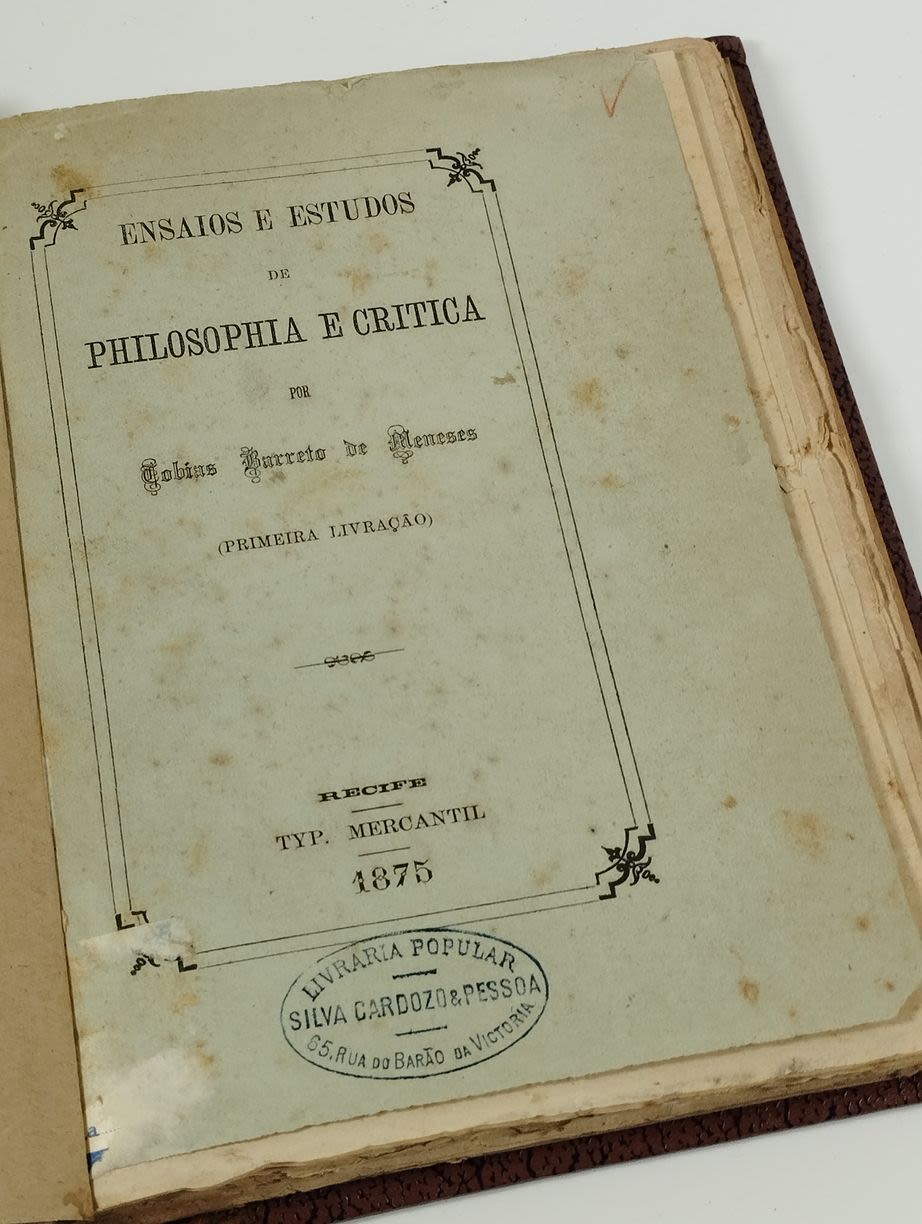 ENSAIOS E ESTUDOS
DE
PHILOSOPHIA E CRITICA
POR
Tobias Barreto de Meneses
(PRIMEIRA LIVRAÇÃO)
RECIFE
TYP. MERCANTIL
1875
LIVRARIA POPULAR
SILVA CARDOZO & PESSOA
65, RUA DO BARÃO DA VICTORIA
a